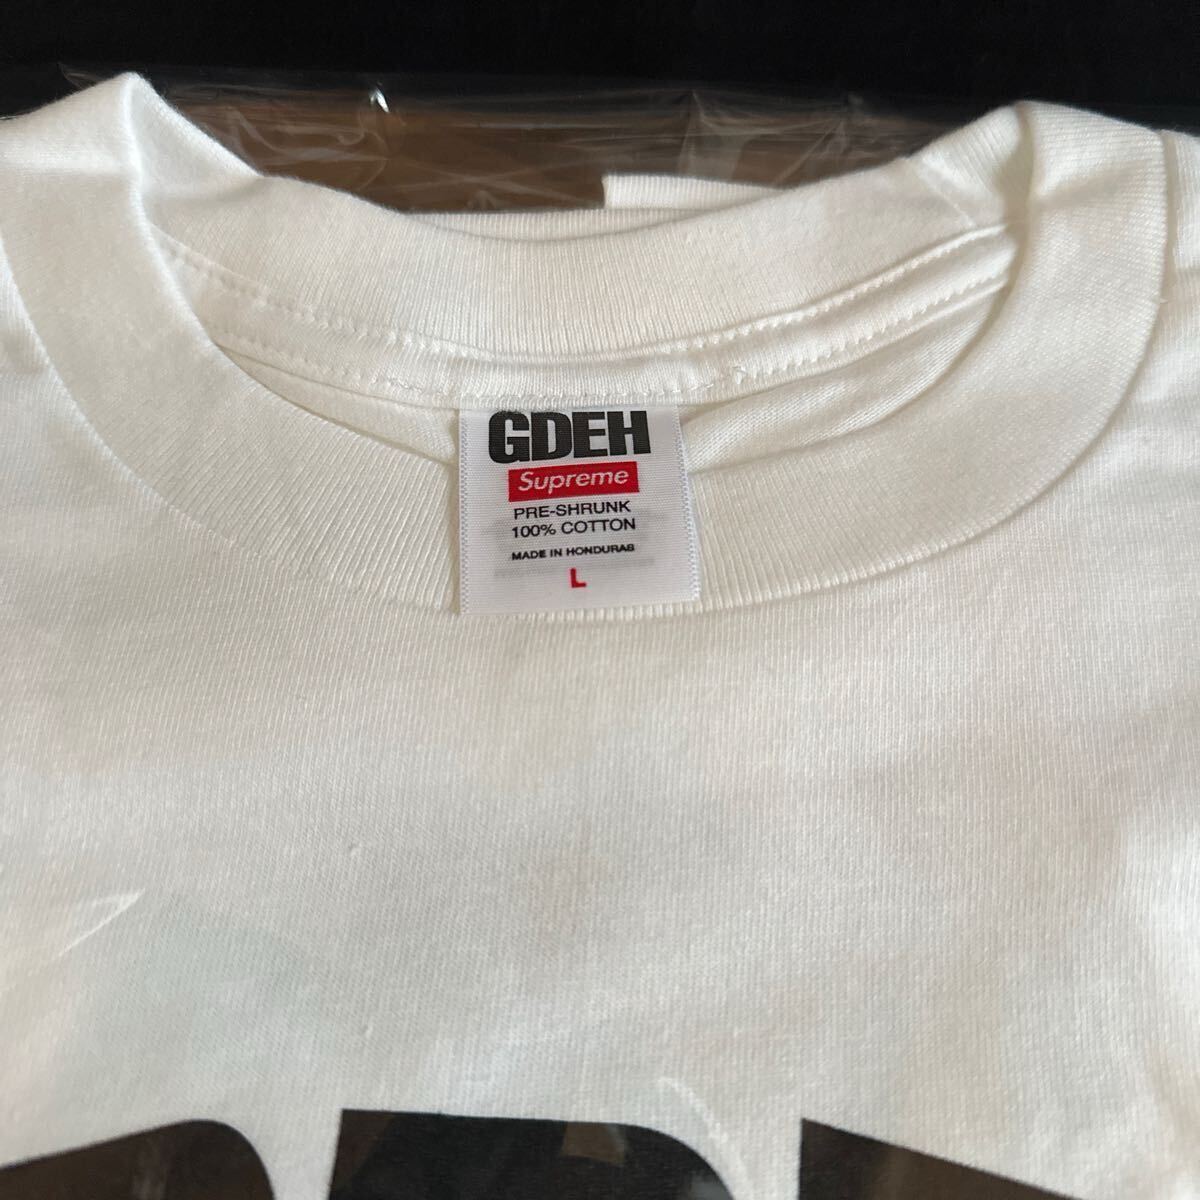 GDEH
Supreme
PRE-SHRUNK
100% COTTON
MADE IN HONDURAS
L